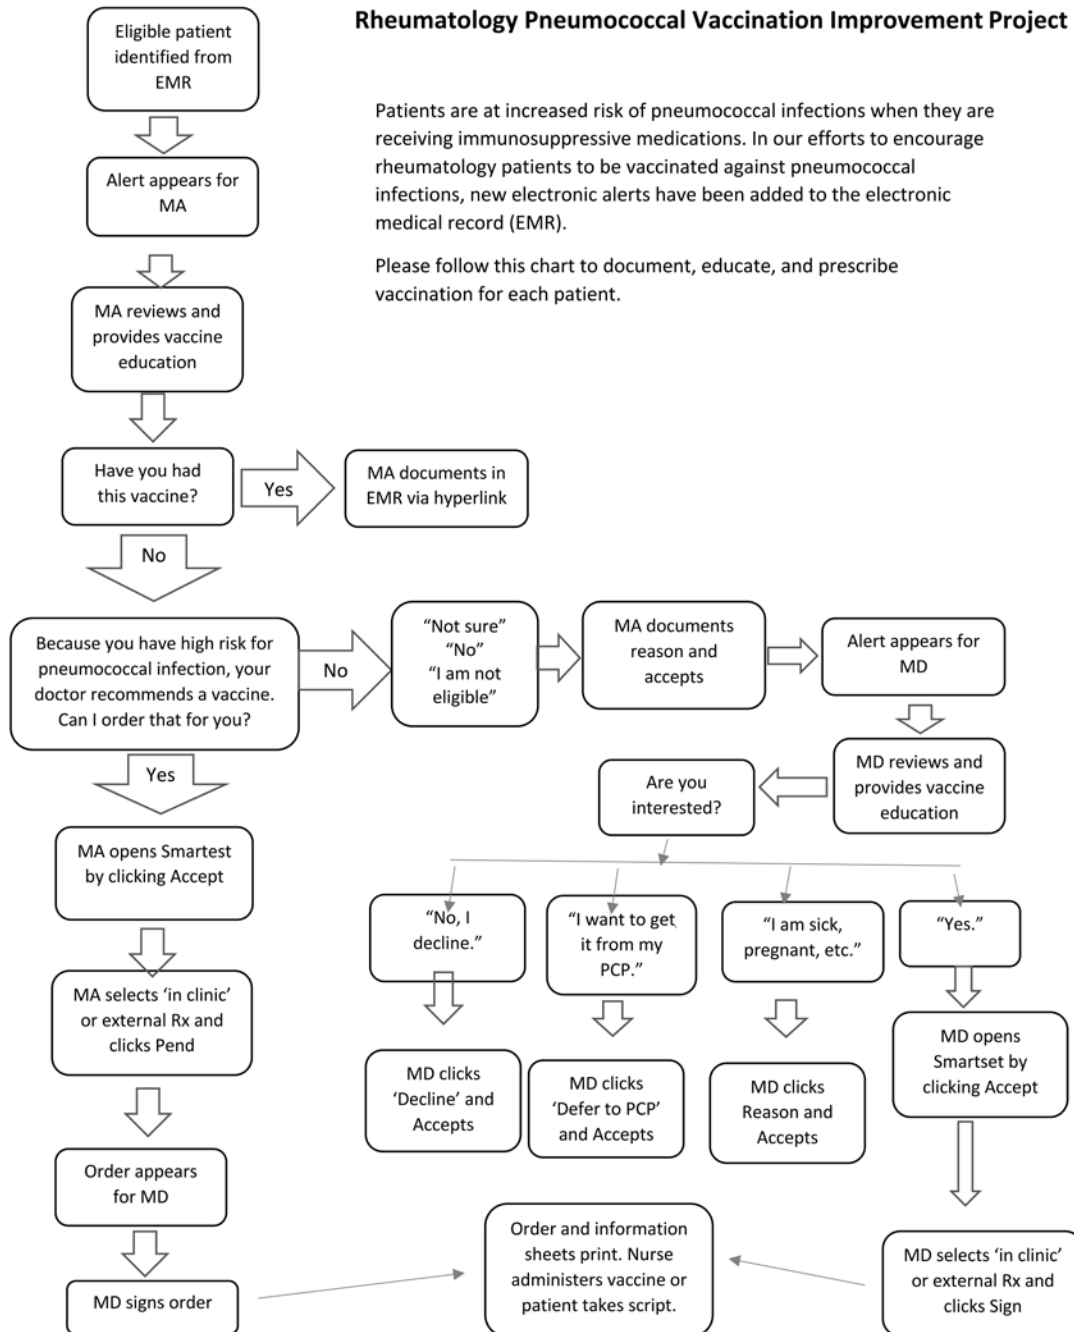 Rheumatology Pneumococcal Vaccination Improvement Project
Patients are at increased risk of pneumococcal infections when they are
receiving immunosuppressive medications. In our efforts to encourage
rheumatology patients to be vaccinated against pneumococcal
infections, new electronic alerts have been added to the electronic
medical record (EMR).
Please follow this chart to document, educate, and prescribe
vaccination for each patient.
Eligible patient
identified from
EMR
Alert appears for
MA
MA reviews and
provides vaccine
education
Have you had
this vaccine?
Yes
MA documents in
EMR via hyperlink
No
Because you have high risk for
pneumococcal infection, your
doctor recommends a vaccine.
Can I order that for you?
No
“Not sure”
“No”
“I am not
eligible”
MA documents
reason and
accepts
Alert appears for
MD
MD reviews and
provides vaccine
education
Are you
interested?
Yes
MA opens Smartest
by clicking Accept
MA selects ‘in clinic’
or external Rx and
clicks Pend
Order appears
for MD
MD signs order
“No, I
decline.”
“I want to get
it from my
PCP.”
“I am sick,
pregnant, etc.”
“Yes.”
MD clicks
‘Decline’ and
Accepts
MD clicks
‘Defer to PCP’
and Accepts
MD clicks
Reason and
Accepts
MD opens
Smartset by
clicking Accept
MD selects ‘in clinic’
or external Rx and
clicks Sign
Order and information
sheets print. Nurse
administers vaccine or
patient takes script.